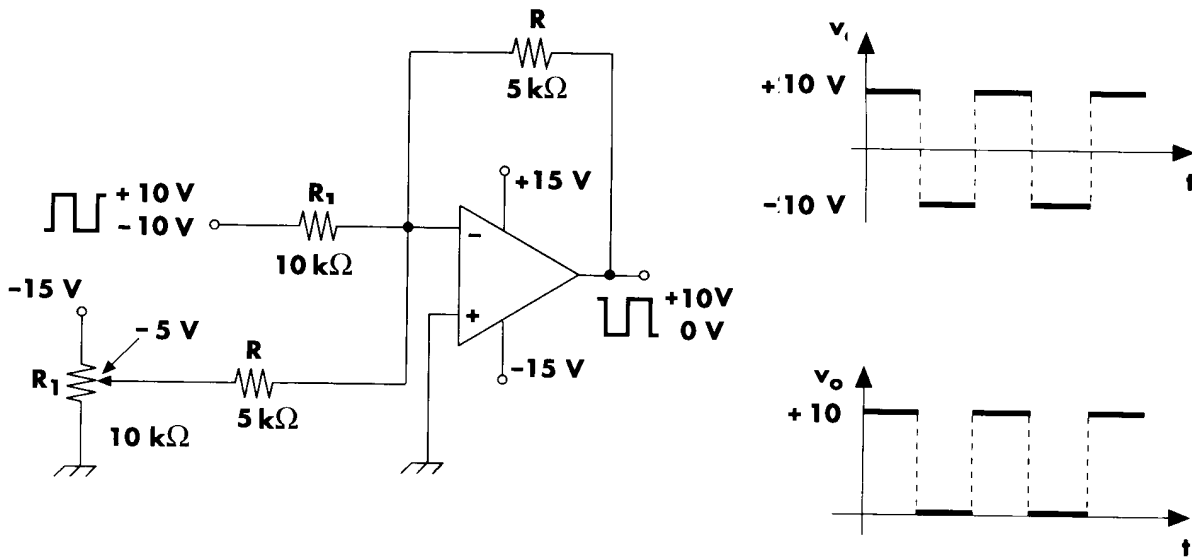 R
5 kΩ
+15 V
+10 V
-10V
R₁
10 kΩ
-
+
-15 V
+10V
0 V
-15 V
-5 V
R₁
R
5 kΩ
10 kΩ
+10 V
-10 V
t
vₒ
+10
t